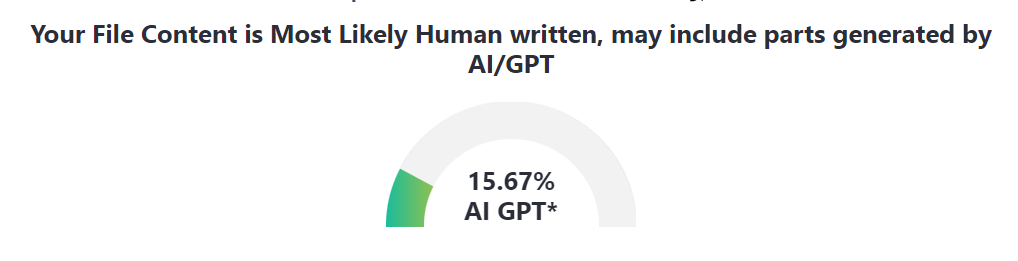 Your File Content is Most Likely Human written, may include parts generated by
AI/GPT
15.67%
AI GPT*